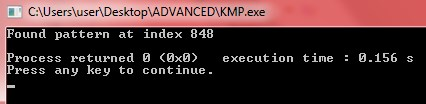 C:\Users\user\Desktop\ADVANCED\KMP.exe
Found pattern at index 848
Process returned 0 (0x0)   execution time : 0.156 s
Press any key to continue.